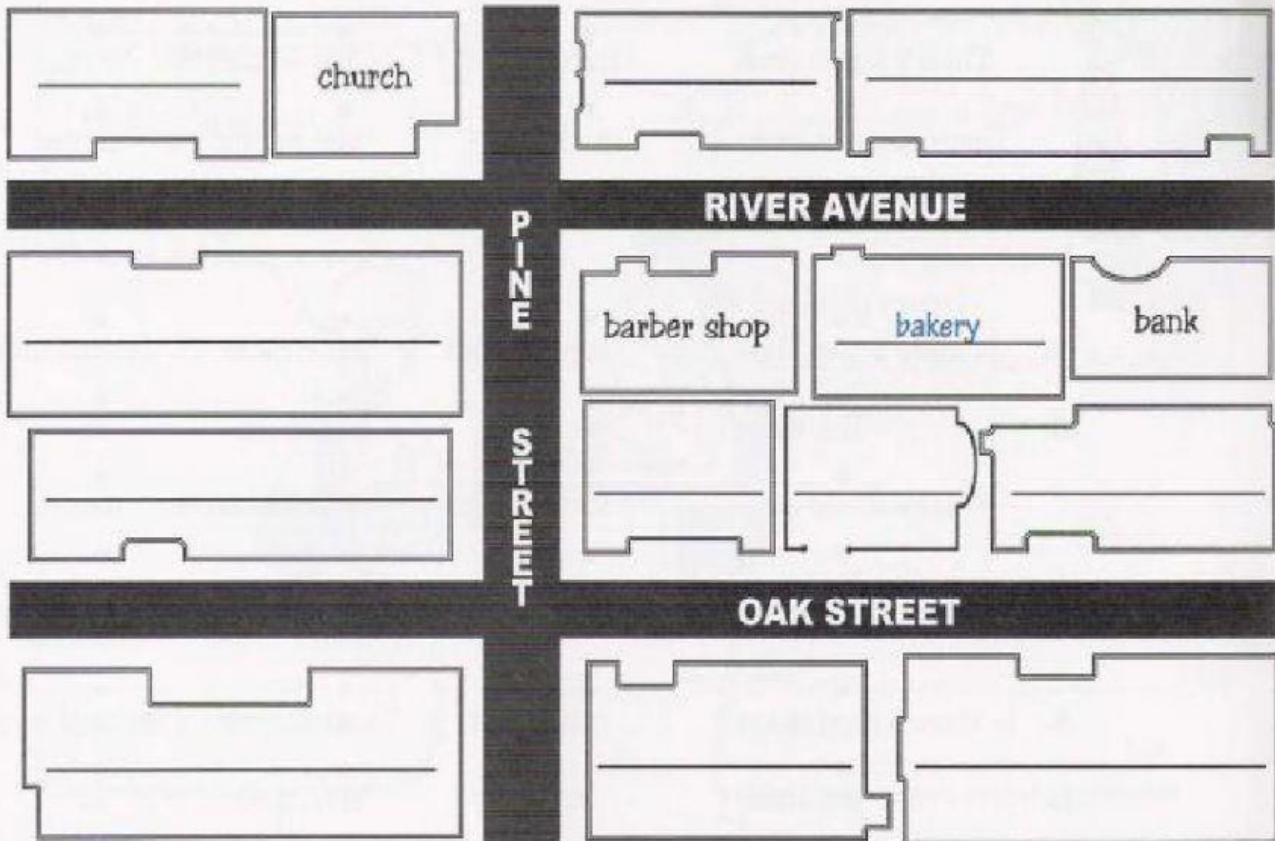 church
RIVER AVENUE
PINE STREET
barber shop
bakery
bank
OAK STREET